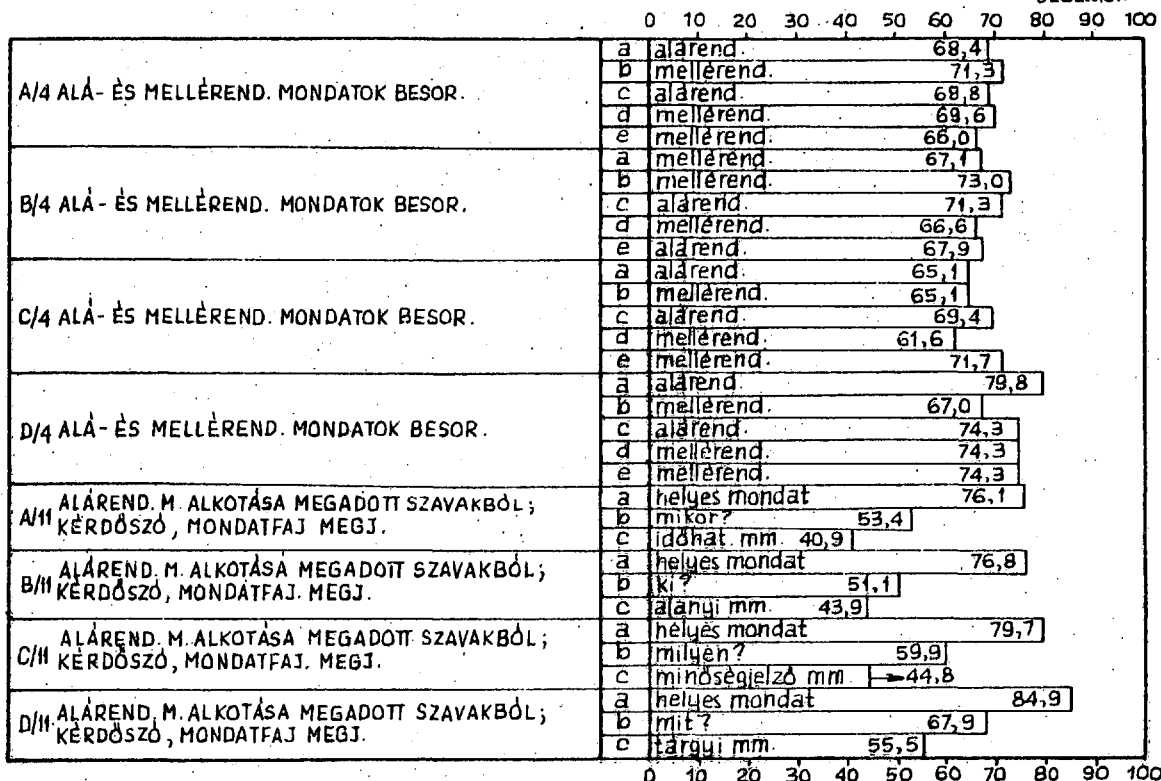 0 10 20 30 40 50 60 70 80 90 100
A/4 ALÁ- ÉS MELLÉREND. MONDATOK BESOR.
a alárend. 68,4
b mellérend. 71,3
c alárend. 68,8
d mellérend. 69,6
e mellérend. 66,0
B/4 ALÁ- ÉS MELLÉREND. MONDATOK BESOR.
a mellérend. 67,1
b mellérend. 73,0
c alárend. 71,3
d mellérend. 66,6
e alárend. 67,9
C/4 ALÁ- ÉS MELLÉREND. MONDATOK BESOR.
a alárend. 65,1
b mellérend. 65,1
c alárend. 69,4
d mellérend. 61,6
e mellérend. 71,7
D/4 ALÁ- ÉS MELLÉREND. MONDATOK BESOR.
a alárend. 79,8
b mellérend. 67,0
c alárend. 74,3
d mellérend. 74,3
e mellérend. 74,3
A/11 ALÁREND. M. ALKOTÁSA MEGADOTT SZAVAKBÓL;
KÉRDŐSZÓ, MONDATFAJ MEGJ.
a helyes mondat 76,1
b mikor? 53,4
c időhat. mm. 40,9
B/11 ALÁREND. M. ALKOTÁSA MEGADOTT SZAVAKBÓL;
KÉRDŐSZÓ, MONDATFAJ. MEGJ.
a helyes mondat 76,8
b ki? 51,1
c alanyi mm. 43,9
C/11 ALÁREND. M. ALKOTÁSA MEGADOTT SZAVAKBÓL;
KÉRDŐSZÓ, MONDATFAJ. MEGJ.
a helyes mondat 79,7
b milyen? 59,9
c minőségjelző mm. 44,8
D/11. ALÁREND. M. ALKOTÁSA MEGADOTT SZAVAKBÓL;
KÉRDŐSZÓ, MONDATFAJ MEGJ.
a helyes mondat 84,9
b mit? 67,9
c tárgyi mm. 55,5
0 10 20 30 40 50 60 70 80 90 100